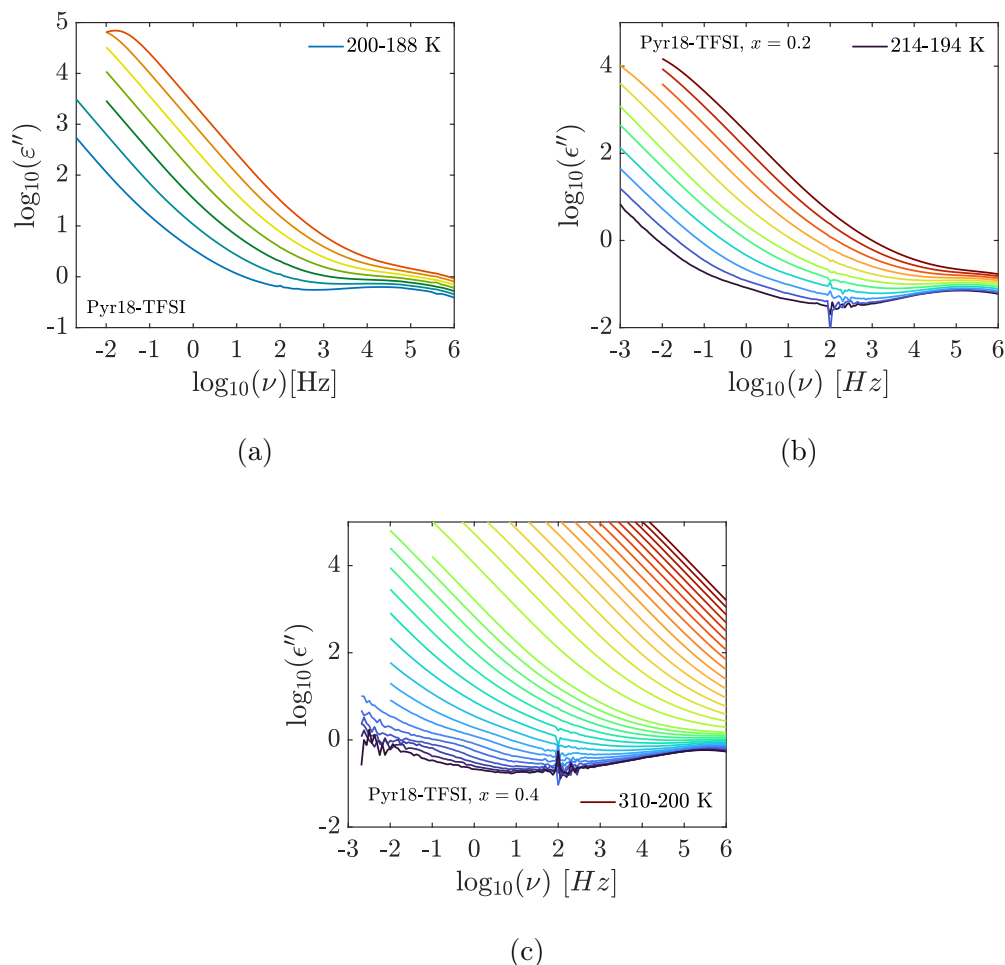 5
4
3
2
1
0
-1
log₁₀(ε′′)
200-188 K
Pyr18-TFSI
-2 -1 0 1 2 3 4 5 6
log₁₀(ν)[Hz]
(a)
4
2
0
-2
log₁₀(ϵ′′)
Pyr18-TFSI, x = 0.2
214-194 K
-3 -2 -1 0 1 2 3 4 5 6
log₁₀(ν) [Hz]
(b)
4
2
0
-2
log₁₀(ϵ′′)
Pyr18-TFSI, x = 0.4
310-200 K
-3 -2 -1 0 1 2 3 4 5 6
log₁₀(ν) [Hz]
(c)